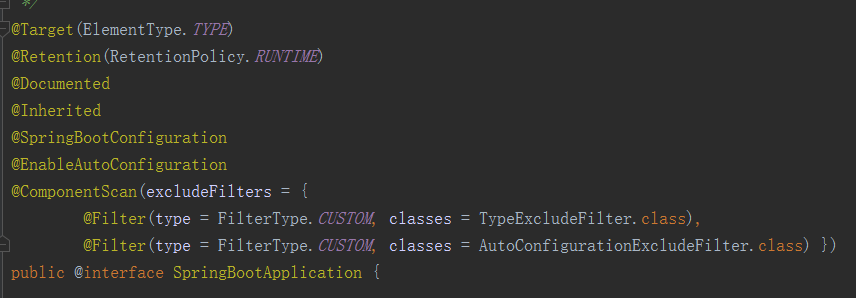 */
@Target(ElementType.TYPE)
@Retention(RetentionPolicy.RUNTIME)
@Documented
@Inherited
@SpringBootConfiguration
@EnableAutoConfiguration
@ComponentScan(excludeFilters = {
        @Filter(type = FilterType.CUSTOM, classes = TypeExcludeFilter.class),
        @Filter(type = FilterType.CUSTOM, classes = AutoConfigurationExcludeFilter.class) })
public @interface SpringBootApplication {